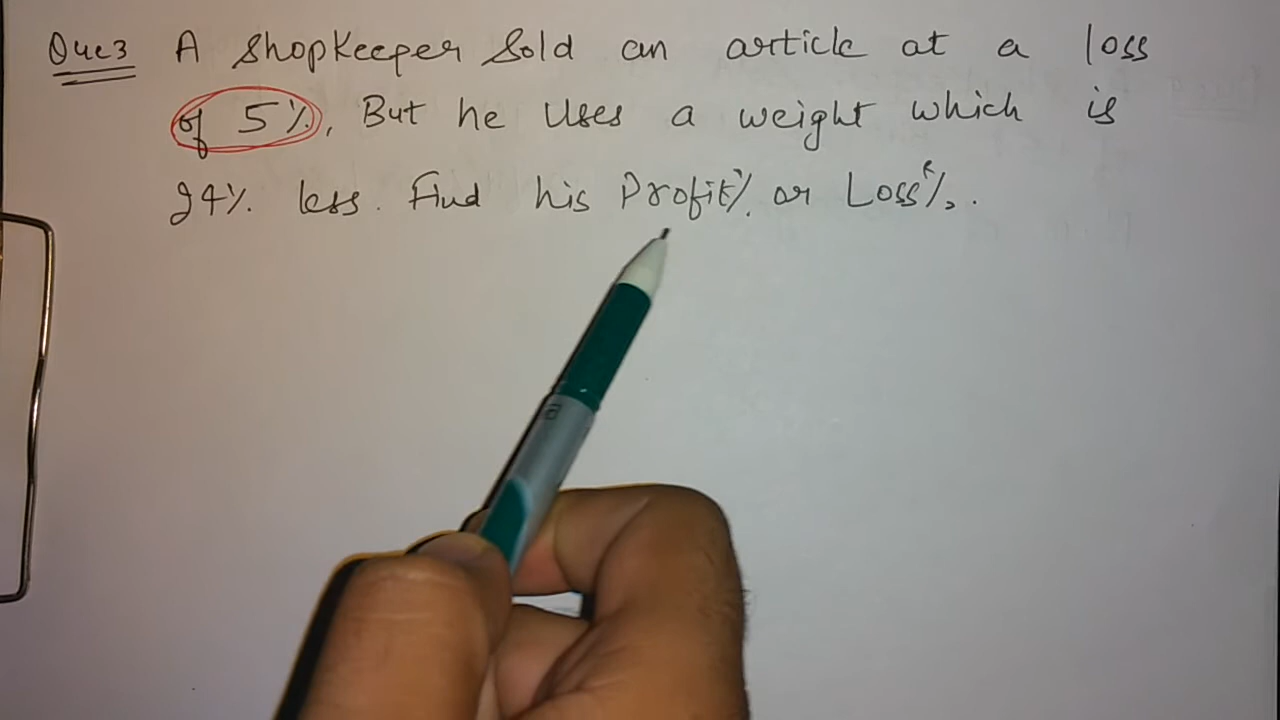 Que3 A Shopkeeper Sold an article at a loss
of 5%, But he Uses a weight which is
24% less. Find his Profit% or Loss%.